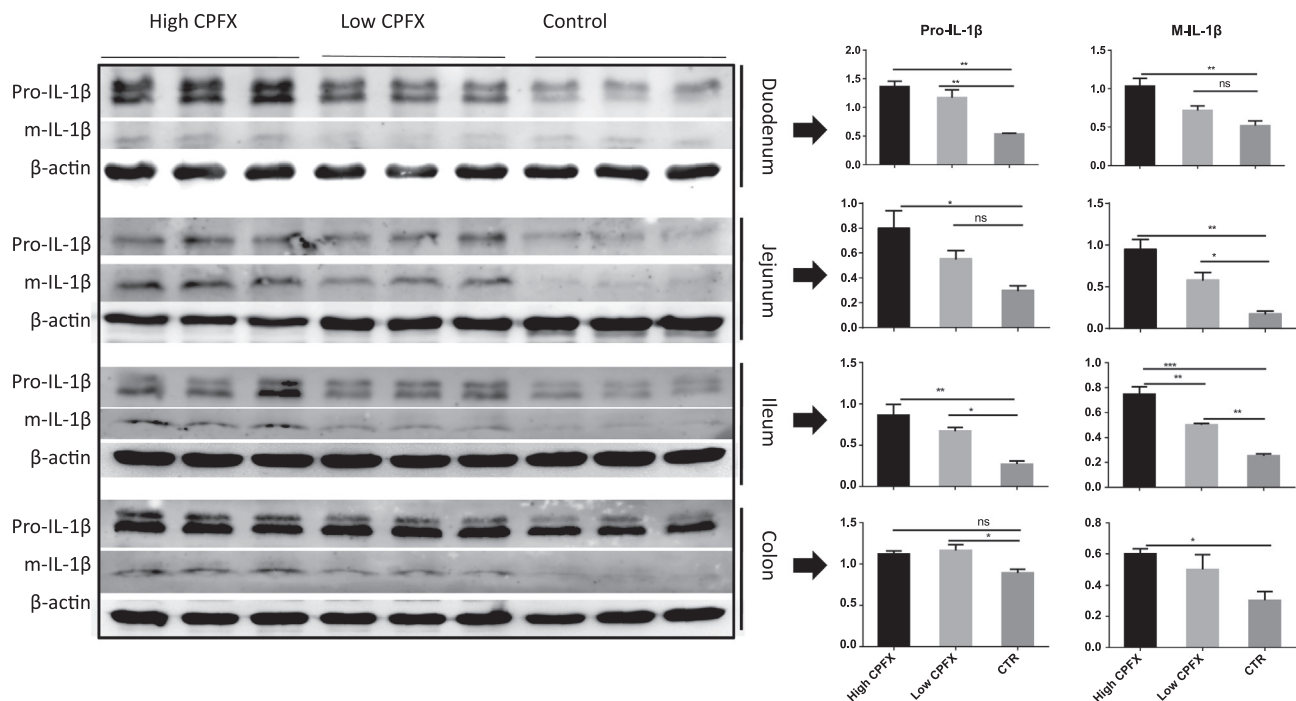 High CPFX Low CPFX Control
Pro-IL-1β
m-IL-1β
β-actin
Duodenum
Pro-IL-1β
m-IL-1β
β-actin
Jejunum
Pro-IL-1β
m-IL-1β
β-actin
Ileum
Pro-IL-1β
m-IL-1β
β-actin
Colon
Pro-IL-1β
2.0
1.5
1.0
0.5
0.0
**
**
M-IL-1β
1.5
1.0
0.5
0.0
**
ns
1.0
0.8
0.6
0.4
0.2
0.0
*
ns
1.5
1.0
0.5
0.0
**
*
1.5
1.0
0.5
0.0
**
*
1.0
0.8
0.6
0.4
0.2
0.0
***
**
**
1.5
1.0
0.5
0.0
ns
*
High CPFX Low CPFX CTR
0.8
0.6
0.4
0.2
0.0
*
High CPFX Low CPFX CTR